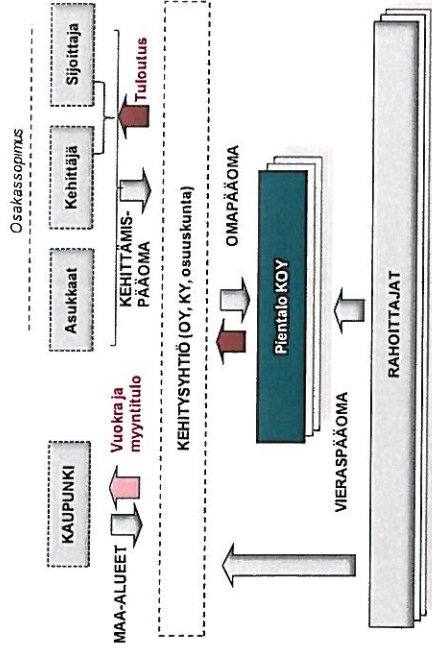 Osakassopimus
KAUPUNKI
Asukkaat
Kehittäjä
Sijoittaja
MAA-ALUEET
Vuokra ja
myyntitulo
KEHITTÄMIS-
PÄÄOMA
Tuloutus
KEHITYSYHTIÖ (OY, KY, osuuskunta)
OMAPÄÄOMA
Pientalo KOY
VIERASPÄÄOMA
RAHOITTAJAT